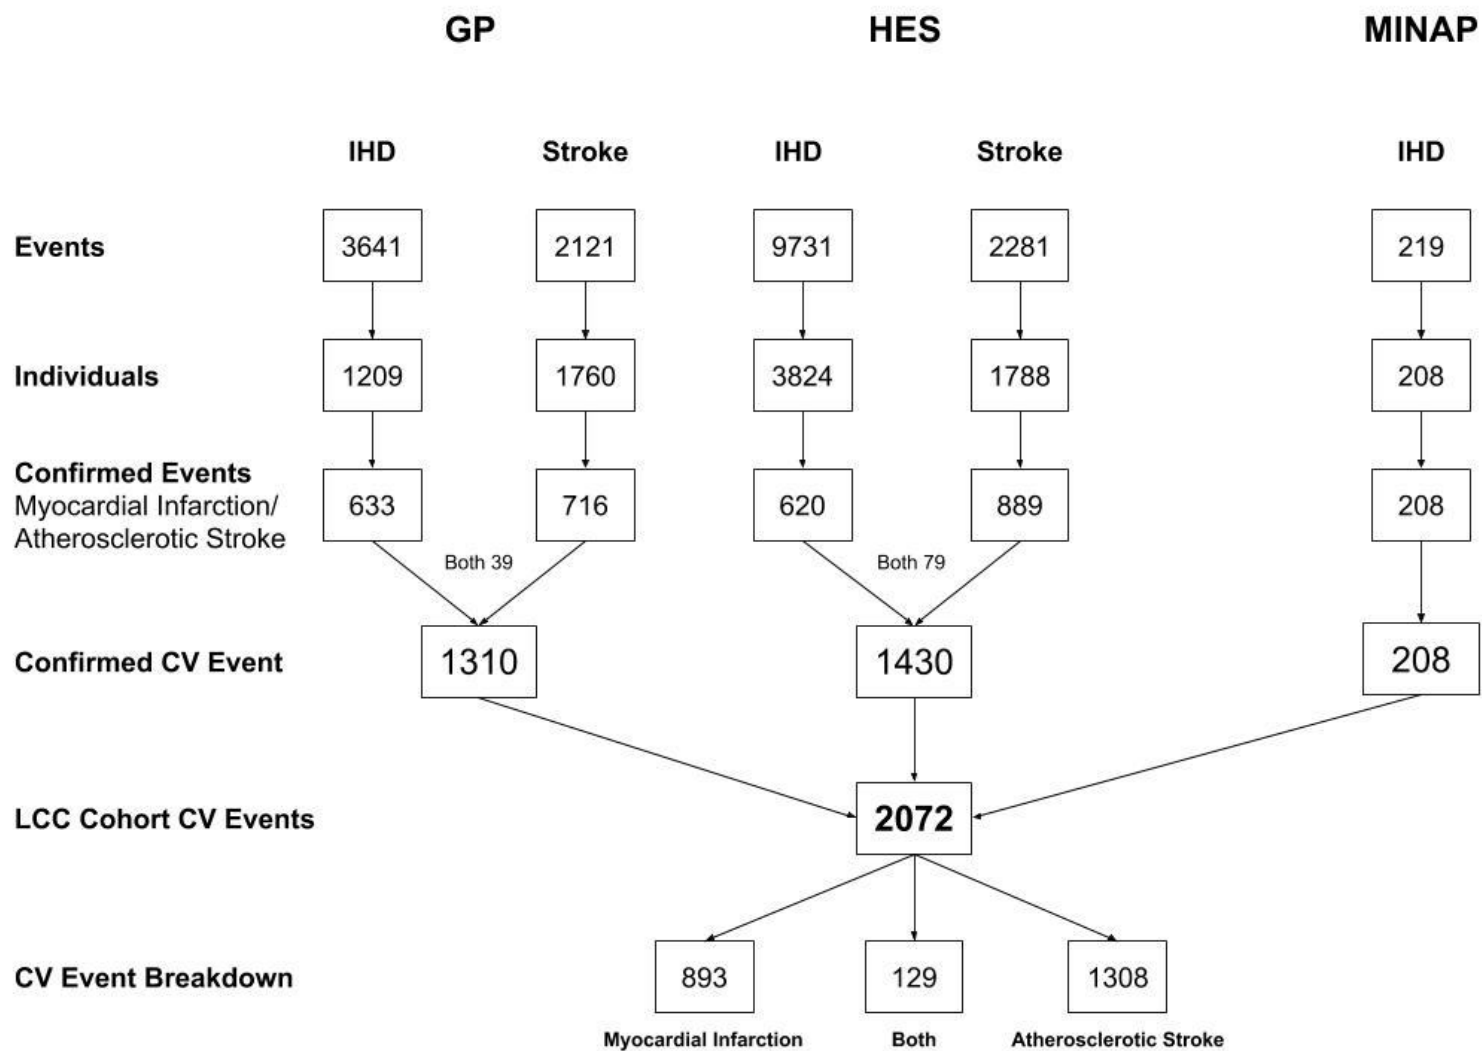 GP HES MINAP
IHD Stroke IHD Stroke IHD
Events 3641 2121 9731 2281 219
Individuals 1209 1760 3824 1788 208
Confirmed Events
Myocardial Infarction/ 633 716 620 889 208
Atherosclerotic Stroke
Both 39 Both 79
Confirmed CV Event 1310 1430 208
LCC Cohort CV Events 2072
CV Event Breakdown 893 129 1308
Myocardial Infarction Both Atherosclerotic Stroke